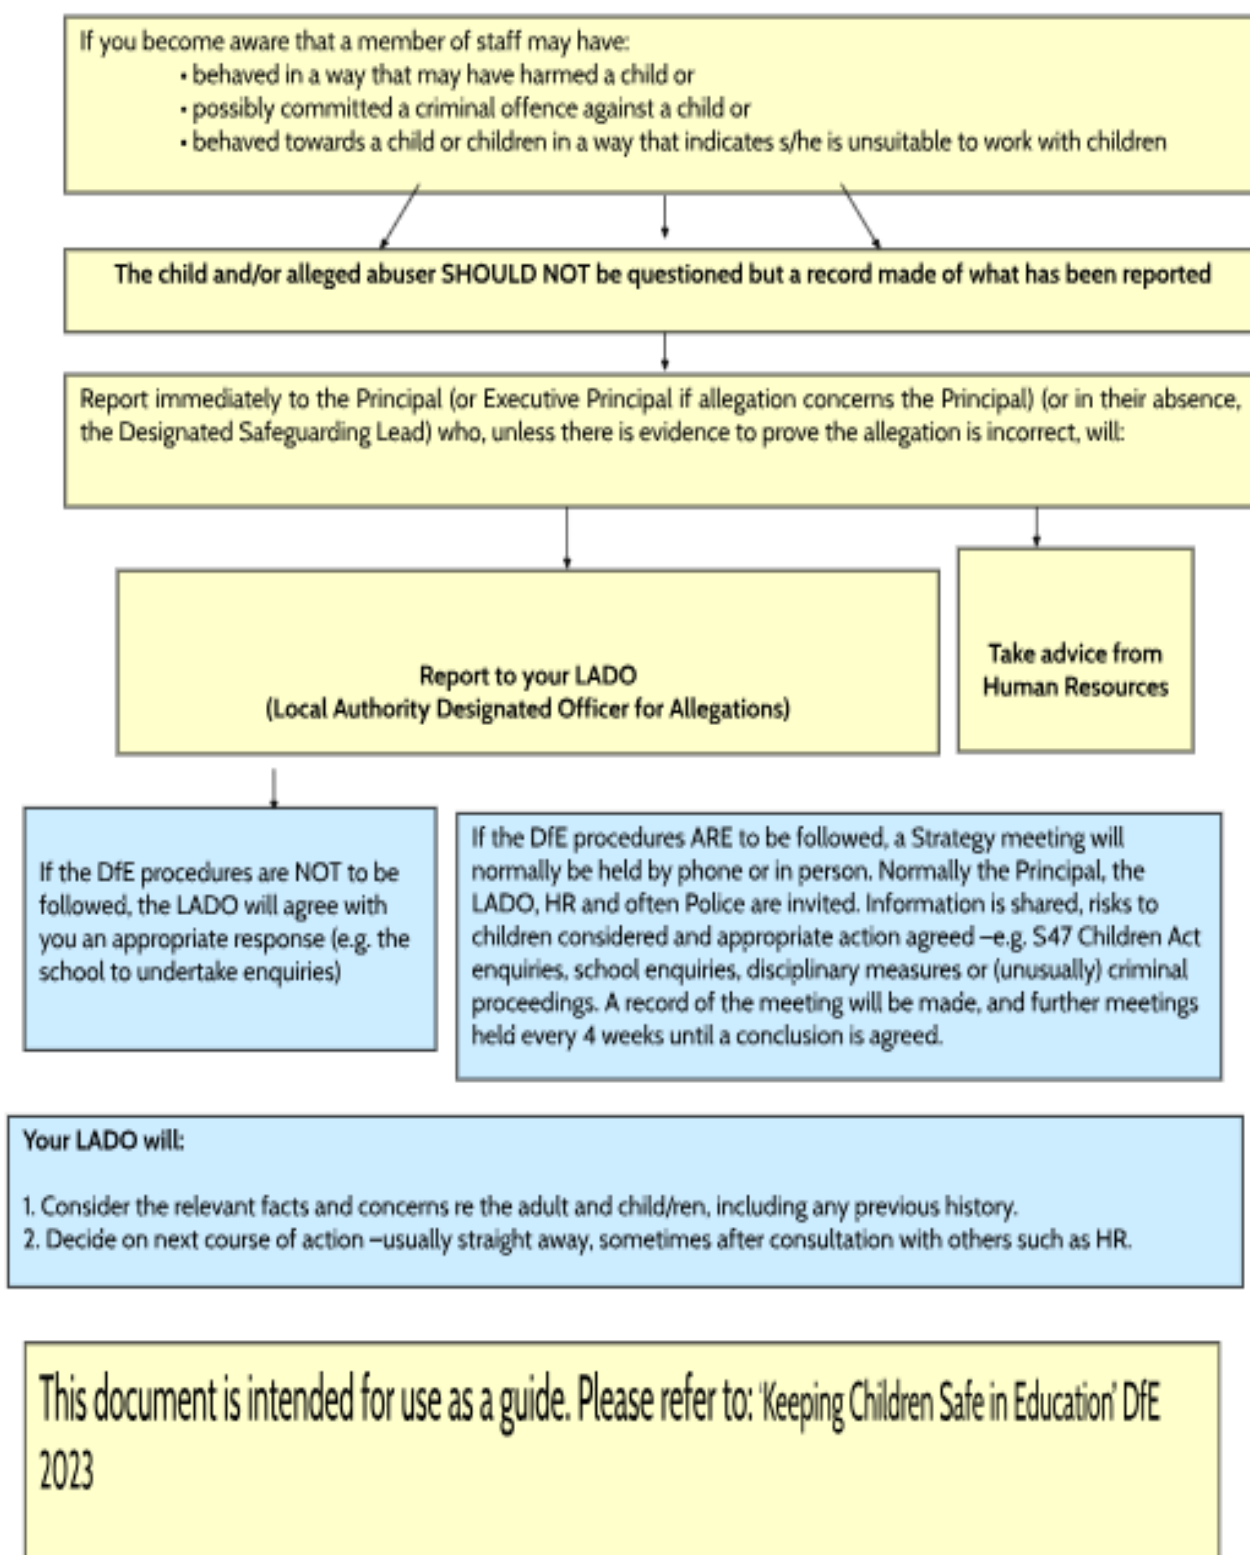 If you become aware that a member of staff may have:
• behaved in a way that may have harmed a child or
• possibly committed a criminal offence against a child or
• behaved towards a child or children in a way that indicates s/he is unsuitable to work with children
The child and/or alleged abuser SHOULD NOT be questioned but a record made of what has been reported
Report immediately to the Principal (or Executive Principal if allegation concerns the Principal) (or in their absence,
the Designated Safeguarding Lead) who, unless there is evidence to prove the allegation is incorrect, will:
Report to your LADO
(Local Authority Designated Officer for Allegations)
Take advice from
Human Resources
If the DfE procedures are NOT to be
followed, the LADO will agree with
you an appropriate response (e.g. the
school to undertake enquiries)
If the DfE procedures ARE to be followed, a Strategy meeting will
normally be held by phone or in person. Normally the Principal, the
LADO, HR and often Police are invited. Information is shared, risks to
children considered and appropriate action agreed –e.g. S47 Children Act
enquiries, school enquiries, disciplinary measures or (unusually) criminal
proceedings. A record of the meeting will be made, and further meetings
held every 4 weeks until a conclusion is agreed.
Your LADO will:
1. Consider the relevant facts and concerns re the adult and child/ren, including any previous history.
2. Decide on next course of action –usually straight away, sometimes after consultation with others such as HR.
This document is intended for use as a guide. Please refer to: 'Keeping Children Safe in Education' DfE
2023